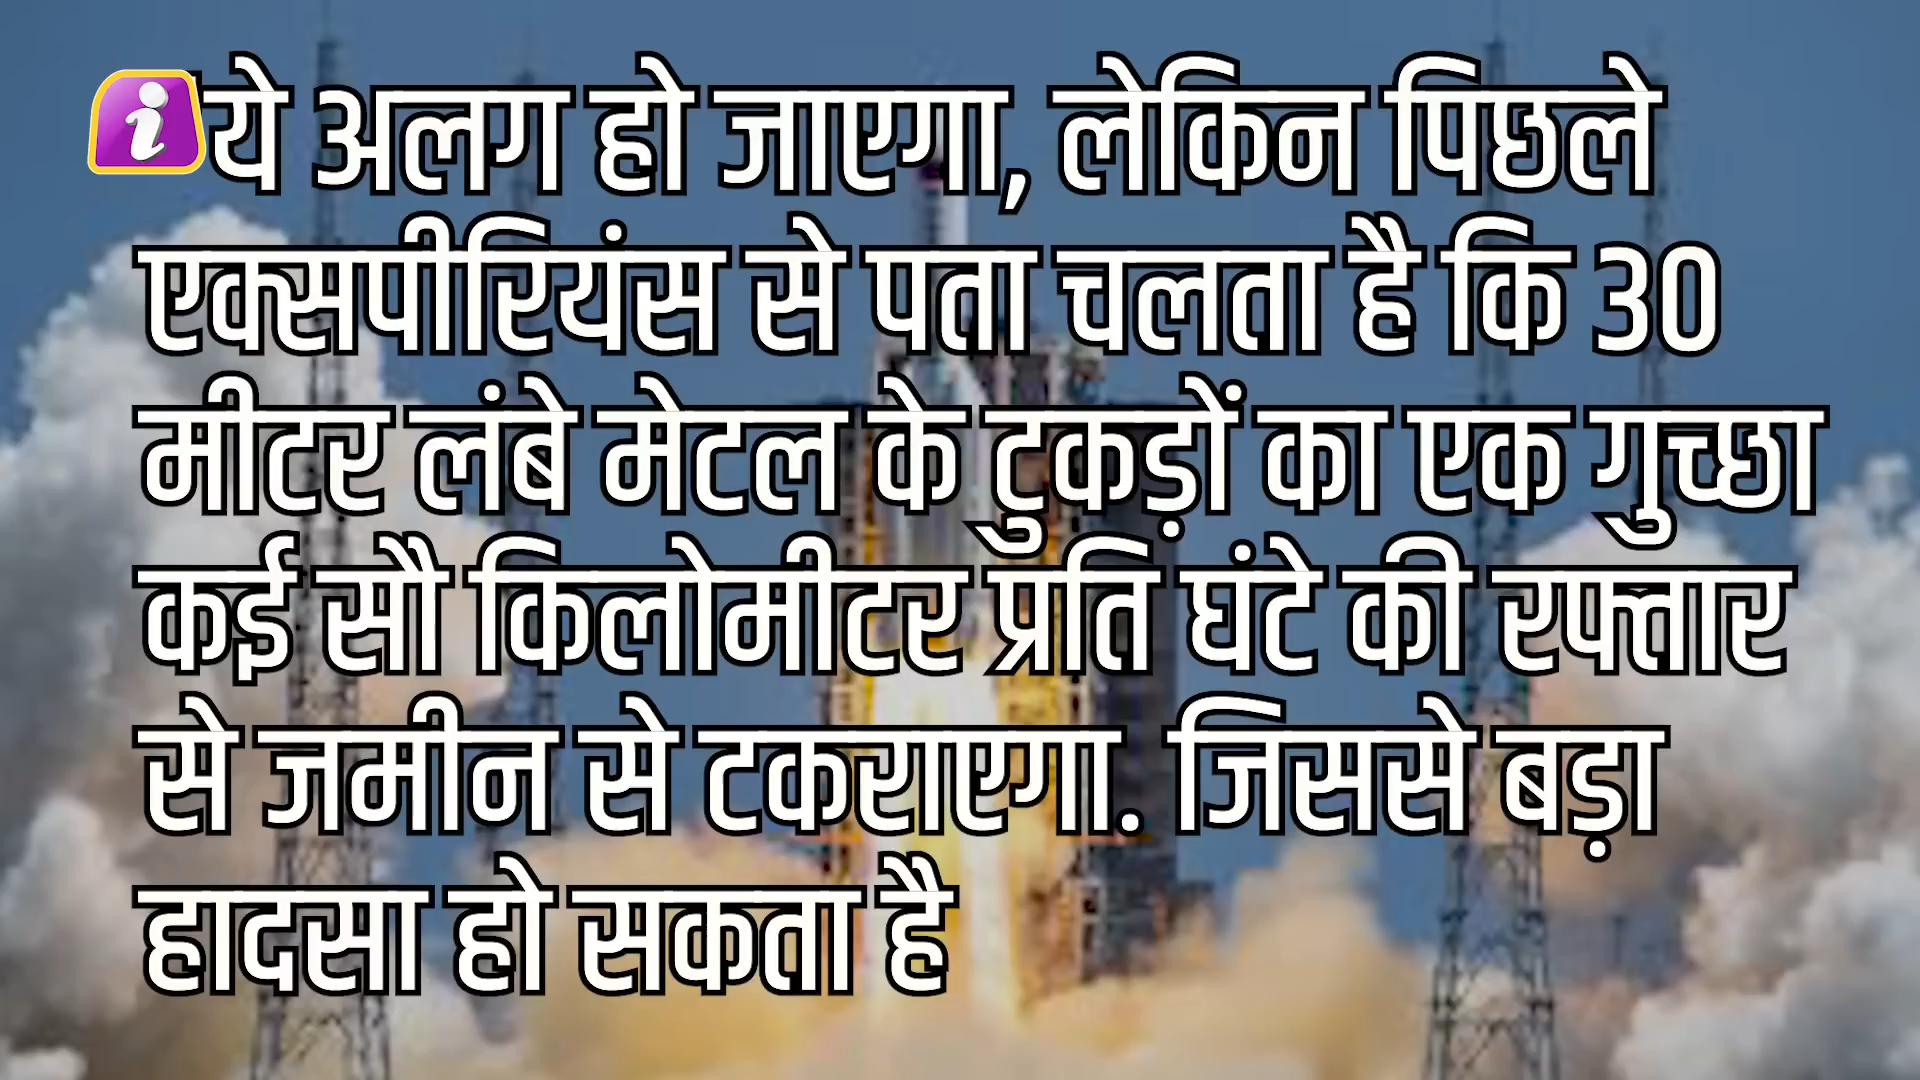 ये अलग हो जाएगा, लेकिन पिछले
एक्सपीरियंस से पता चलता है कि 30
मीटर लंबे मेटल के टुकड़ों का एक गुच्छा
कई सौ किलोमीटर प्रति घंटे की रफ्तार
से जमीन से टकराएगा. जिससे बड़ा
हादसा हो सकता है